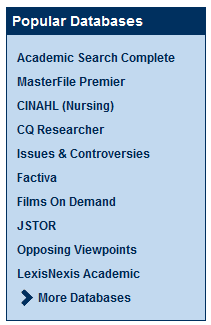 Popular Databases
Academic Search Complete
MasterFile Premier
CINAHL (Nursing)
CQ Researcher
Issues & Controversies
Factiva
Films On Demand
JSTOR
Opposing Viewpoints
LexisNexis Academic
More Databases